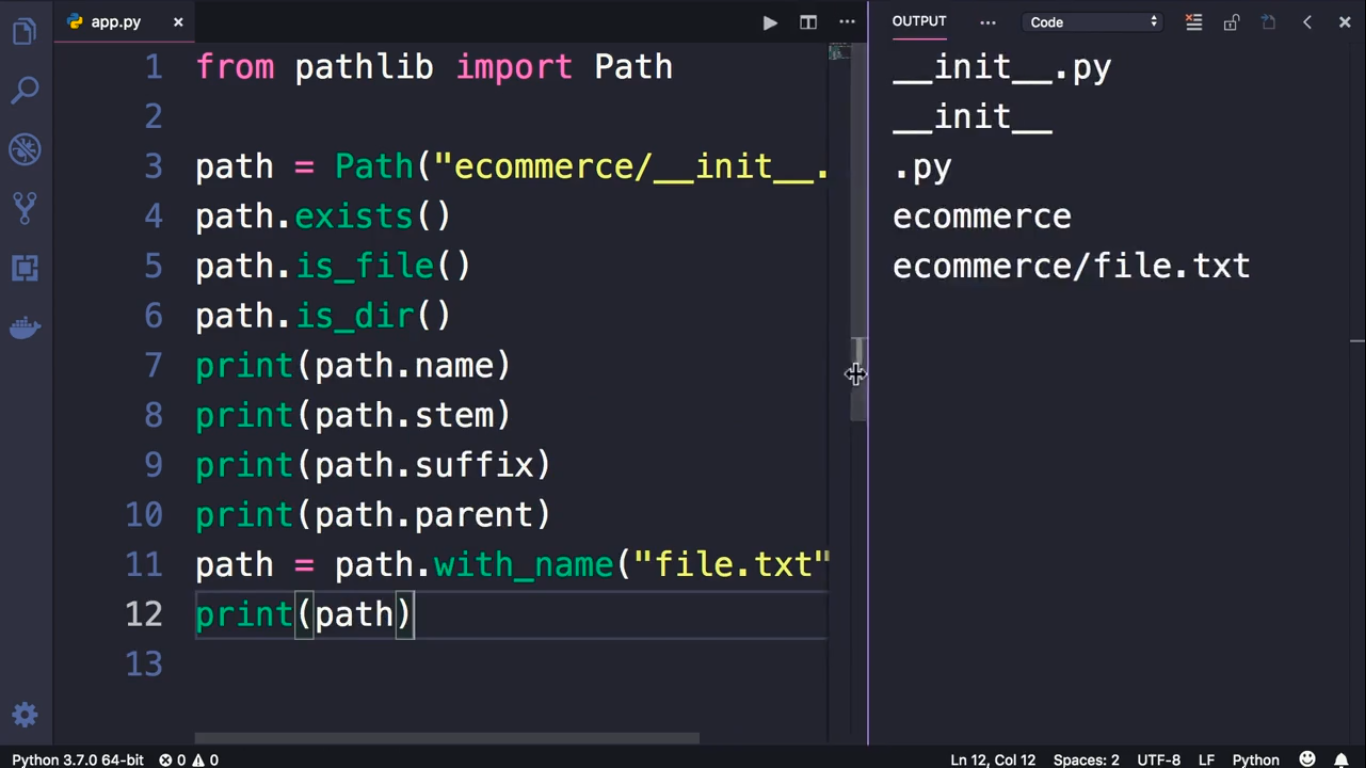 app.py
1 from pathlib import Path
2
3 path = Path("ecommerce/__init__.
4 path.exists()
5 path.is_file()
6 path.is_dir()
7 print(path.name)
8 print(path.stem)
9 print(path.suffix)
10 print(path.parent)
11 path = path.with_name("file.txt"
12 print(path)
13
OUTPUT
Code
__init__.py
__init__
.py
ecommerce
ecommerce/file.txt
Python 3.7.0 64-bit 0 0 Ln 12, Col 12 Spaces: 2 UTF-8 LF Python